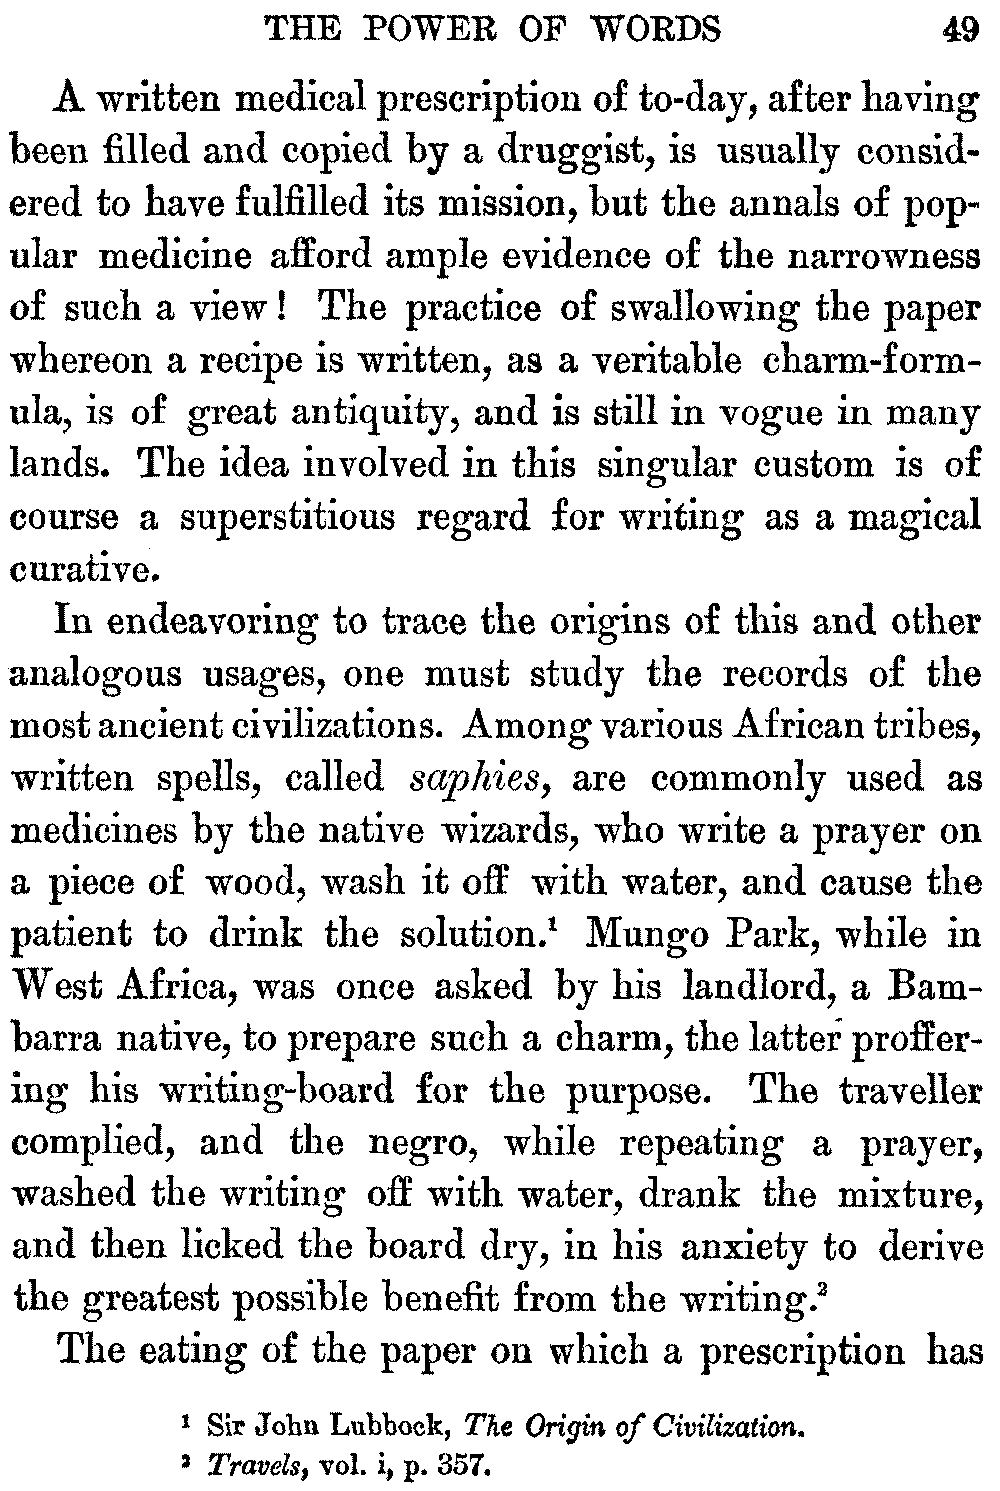 THE POWER OF WORDS 49
A written medical prescription of to-day, after having
been filled and copied by a druggist, is usually consid-
ered to have fulfilled its mission, but the annals of pop-
ular medicine afford ample evidence of the narrowness
of such a view! The practice of swallowing the paper
whereon a recipe is written, as a veritable charm-form-
ula, is of great antiquity, and is still in vogue in many
lands. The idea involved in this singular custom is of
course a superstitious regard for writing as a magical
curative.
In endeavoring to trace the origins of this and other
analogous usages, one must study the records of the
most ancient civilizations. Among various African tribes,
written spells, called saphies, are commonly used as
medicines by the native wizards, who write a prayer on
a piece of wood, wash it off with water, and cause the
patient to drink the solution.¹ Mungo Park, while in
West Africa, was once asked by his landlord, a Bam-
barra native, to prepare such a charm, the latter proffer-
ing his writing-board for the purpose. The traveller
complied, and the negro, while repeating a prayer,
washed the writing off with water, drank the mixture,
and then licked the board dry, in his anxiety to derive
the greatest possible benefit from the writing.²
The eating of the paper on which a prescription has
¹ Sir John Lubbock, The Origin of Civilization.
² Travels, vol. i, p. 357.